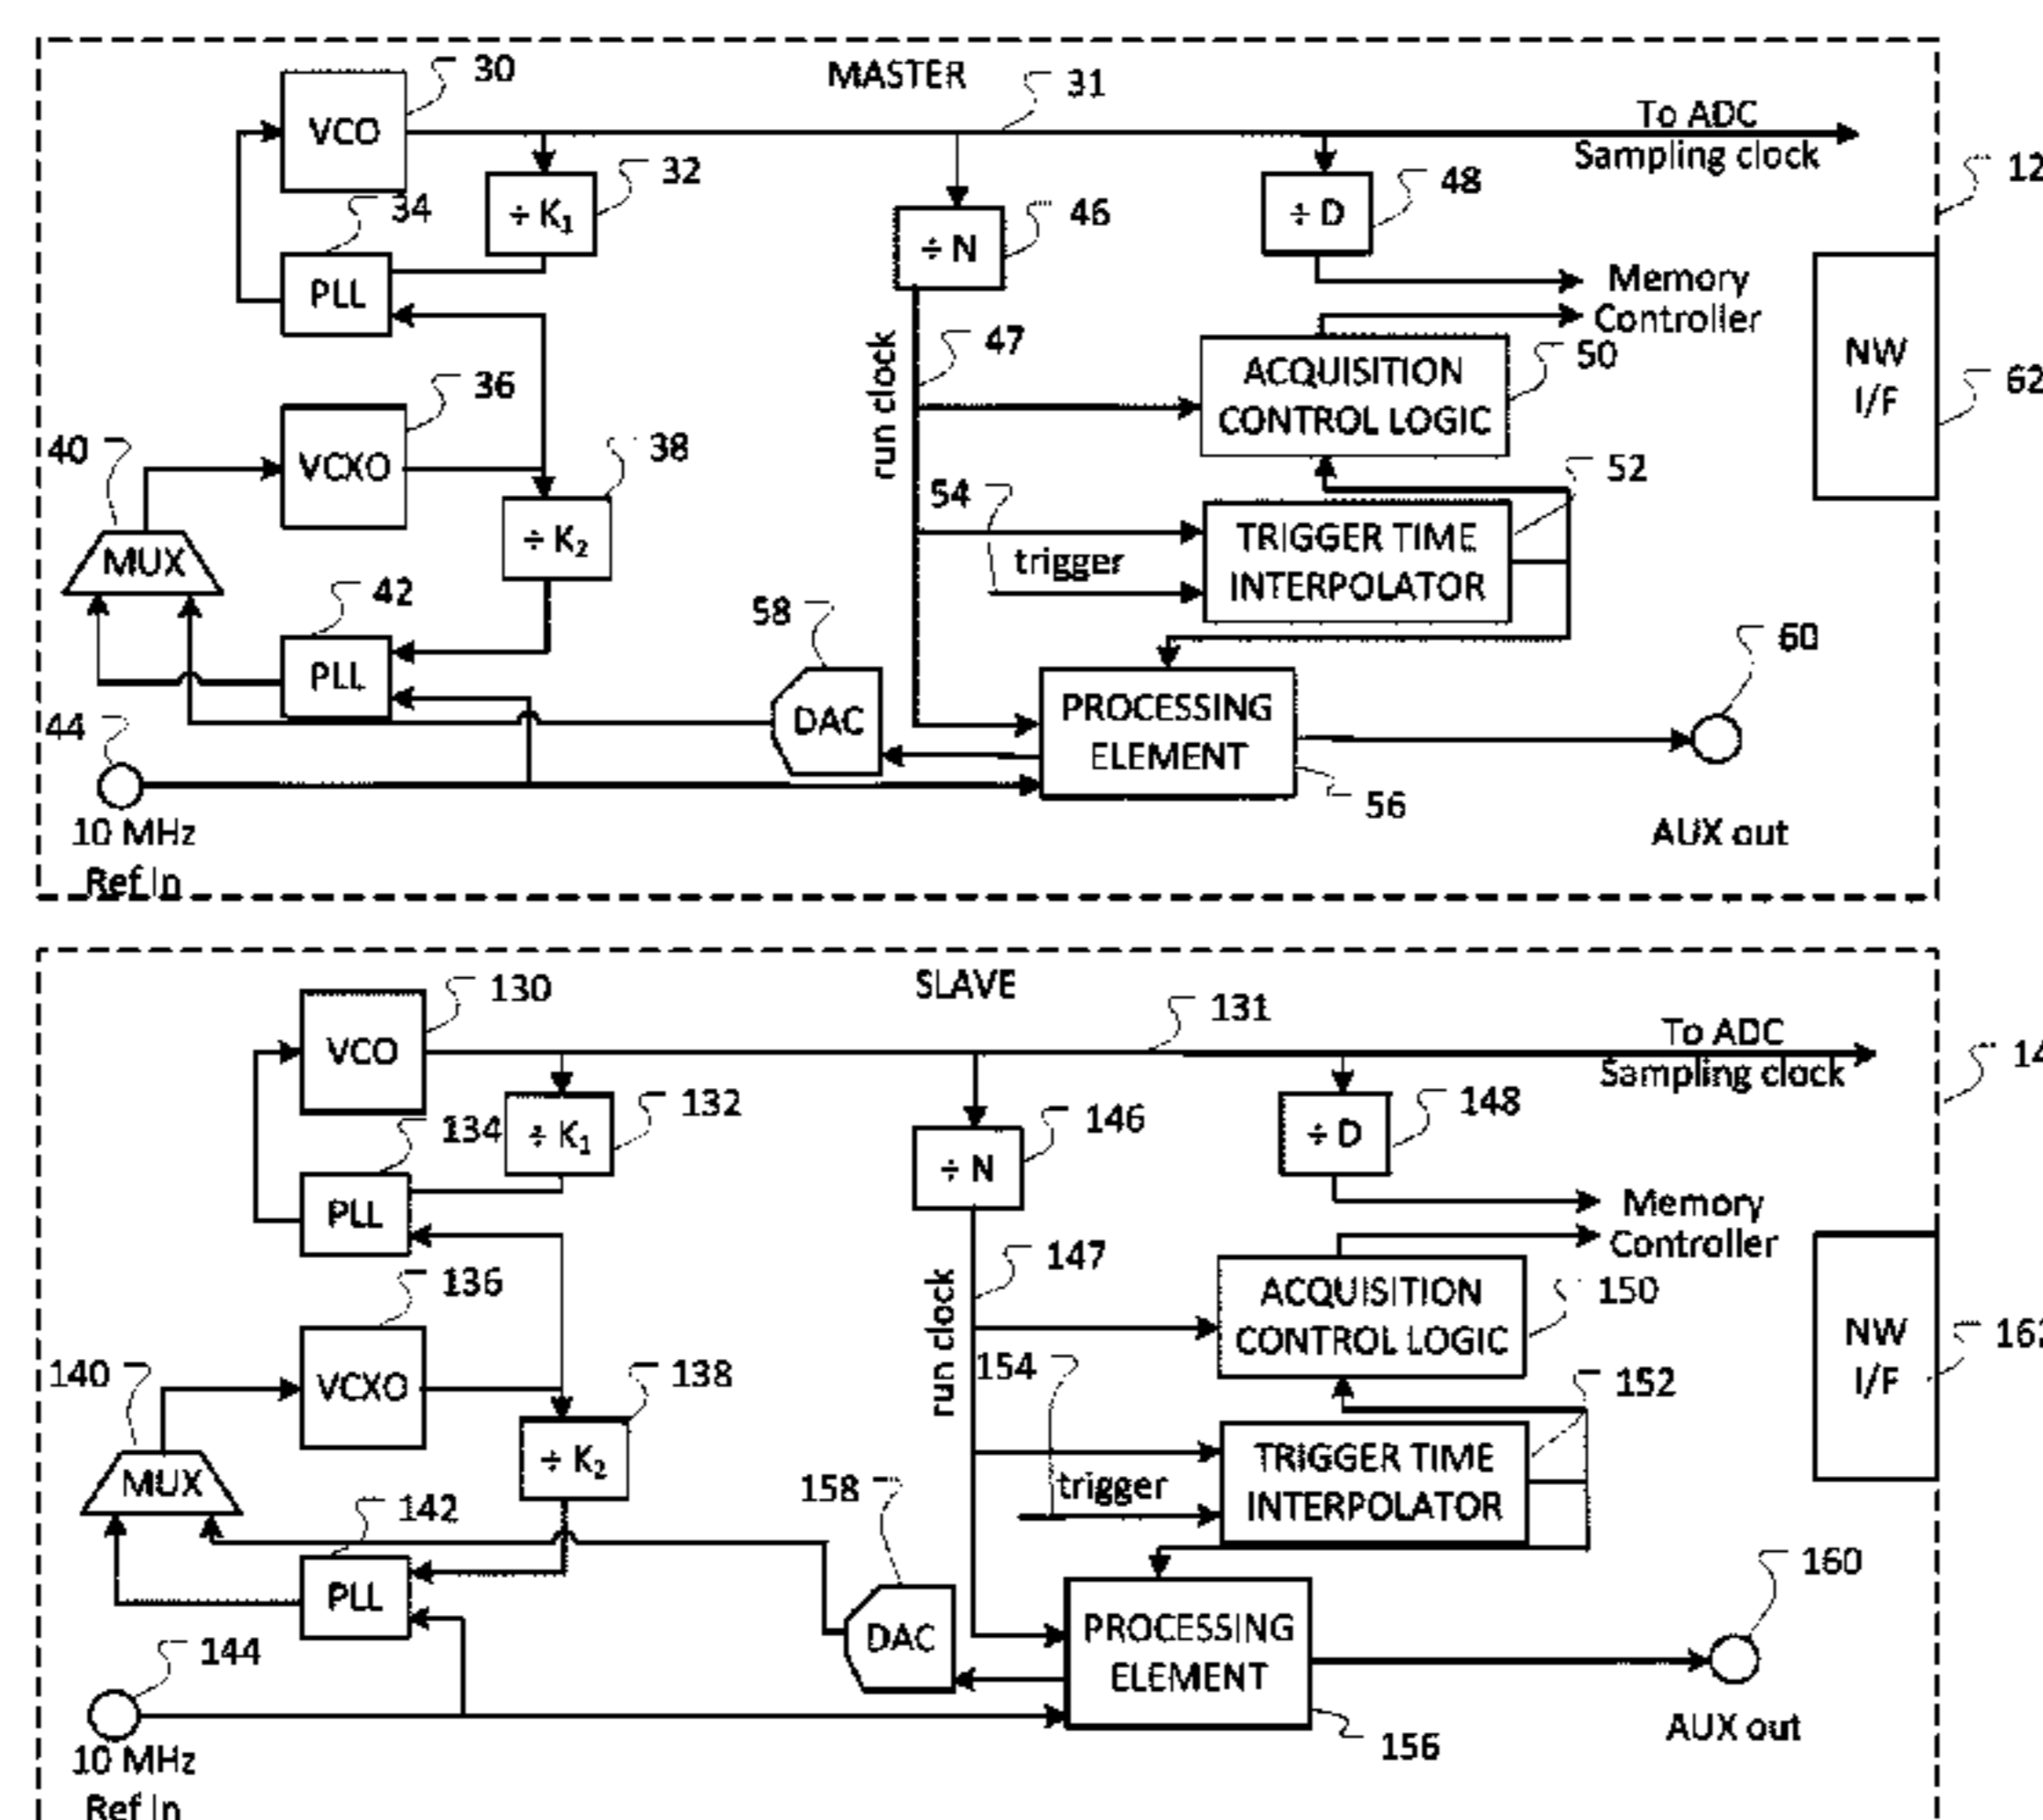 MASTER
30
31
VCO
To ADC
Sampling clock
12
32
÷ K₁
34
PLL
46
÷ N
48
÷ D
Memory
Controller
47
run clock
50
ACQUISITION
CONTROL LOGIC
NW
I/F
62
36
VCXO
40
MUX
38
÷ K₂
54
trigger
52
TRIGGER TIME
INTERPOLATOR
42
PLL
58
DAC
PROCESSING
ELEMENT
56
60
AUX out
44
10 MHz
Ref In
SLAVE
130
131
VCO
To ADC
Sampling clock
14
132
÷ K₁
134
PLL
146
÷ N
148
÷ D
Memory
Controller
147
run clock
150
ACQUISITION
CONTROL LOGIC
NW
I/F
136
VCXO
140
MUX
138
÷ K₂
154
trigger
152
TRIGGER TIME
INTERPOLATOR
142
PLL
158
DAC
PROCESSING
ELEMENT
156
160
AUX out
144
10 MHz
Ref In